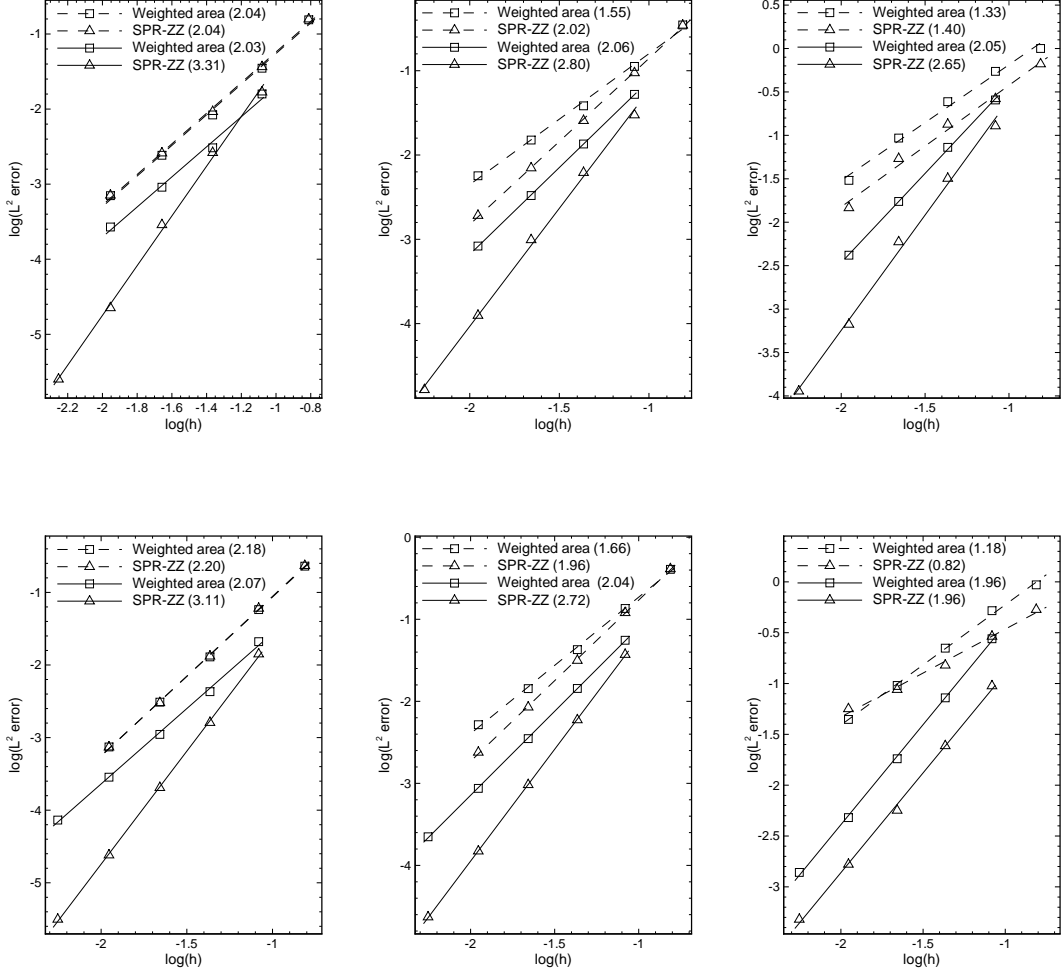 Weighted area (2.04)
SPR-ZZ (2.04)
Weighted area (2.03)
SPR-ZZ (3.31)
-1
-2
-3
-4
-5
log(L² error)
-2.2 -2 -1.8 -1.6 -1.4 -1.2 -1 -0.8
log(h)
Weighted area (1.55)
SPR-ZZ (2.02)
Weighted area (2.06)
SPR-ZZ (2.80)
-1
-2
-3
-4
log(L² error)
-2 -1.5 -1
log(h)
Weighted area (1.33)
SPR-ZZ (1.40)
Weighted area (2.05)
SPR-ZZ (2.65)
0.5
0
-0.5
-1
-1.5
-2
-2.5
-3
-3.5
-4
log(L² error)
-2 -1.5 -1
log(h)
Weighted area (2.18)
SPR-ZZ (2.20)
Weighted area (2.07)
SPR-ZZ (3.11)
-1
-2
-3
-4
-5
log(L² error)
-2 -1.5 -1
log(h)
Weighted area (1.66)
SPR-ZZ (1.96)
Weighted area (2.04)
SPR-ZZ (2.72)
0
-1
-2
-3
-4
log(L² error)
-2 -1.5 -1
log(h)
Weighted area (1.18)
SPR-ZZ (0.82)
Weighted area (1.96)
SPR-ZZ (1.96)
0
-0.5
-1
-1.5
-2
-2.5
-3
log(L² error)
-2 -1.5 -1
log(h)